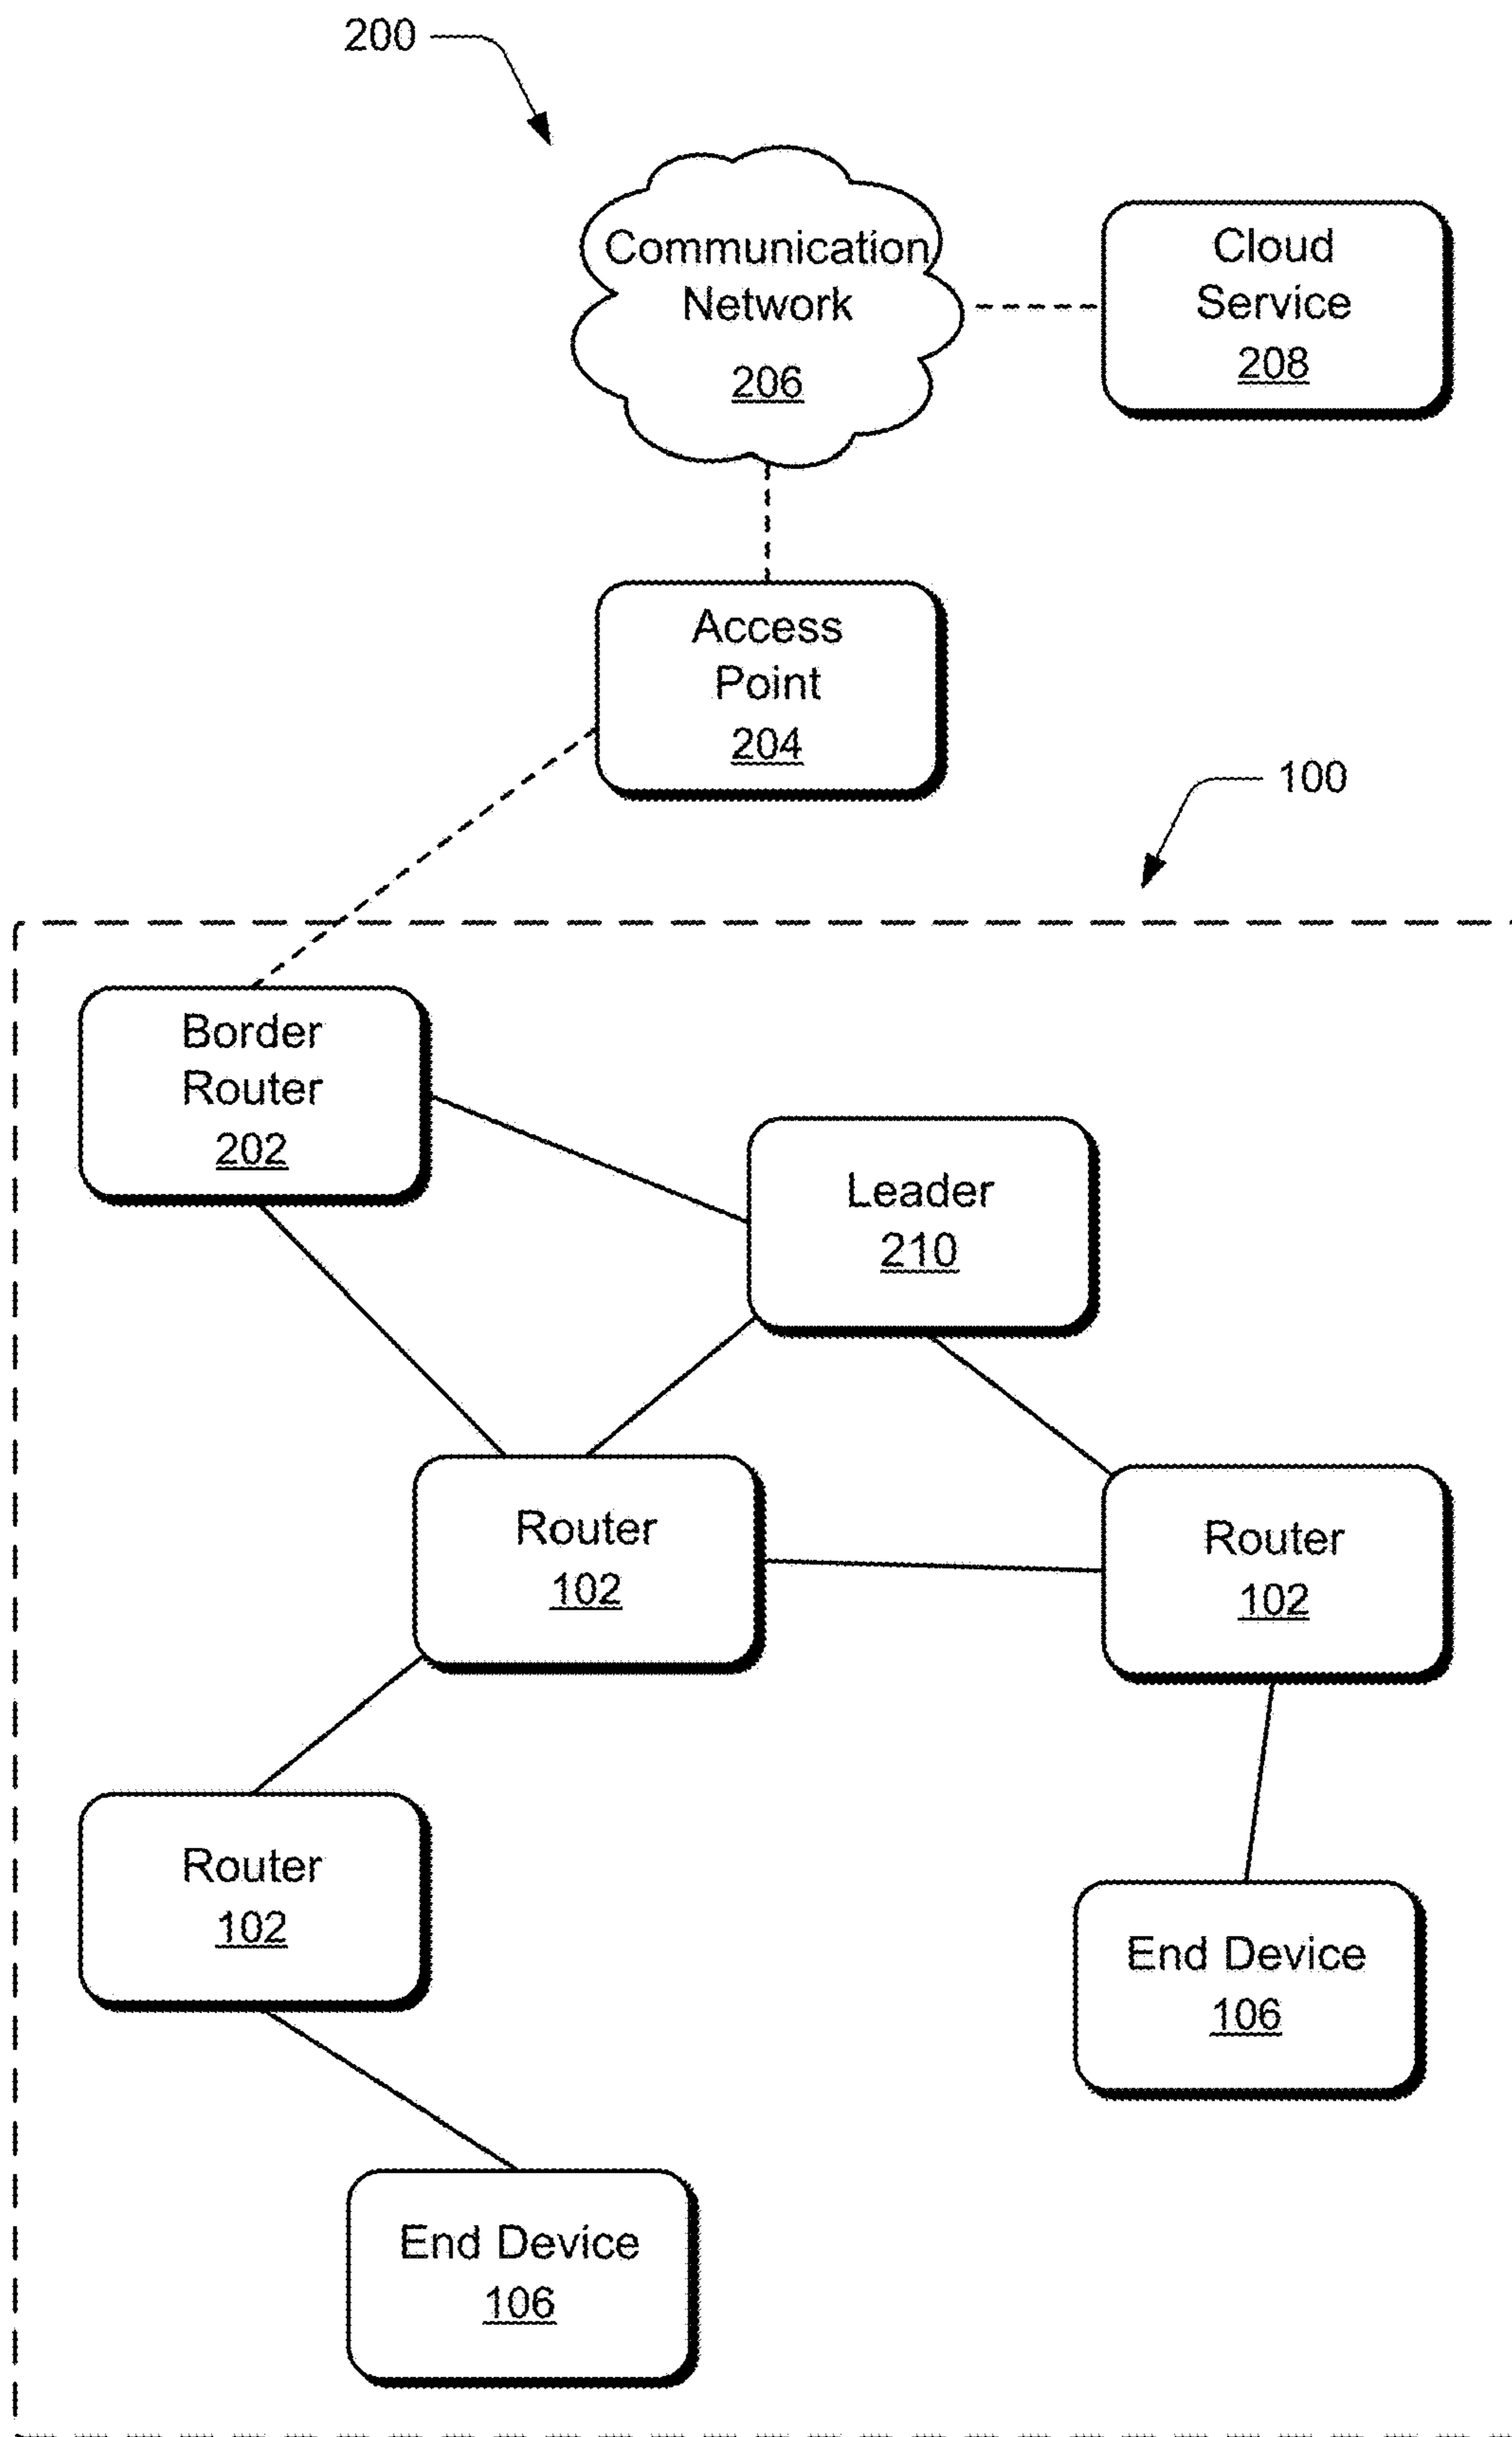 200
Communication
Network
206
Cloud
Service
208
Access
Point
204
100
Border
Router
202
Leader
210
Router
102
Router
102
Router
102
End Device
106
End Device
106